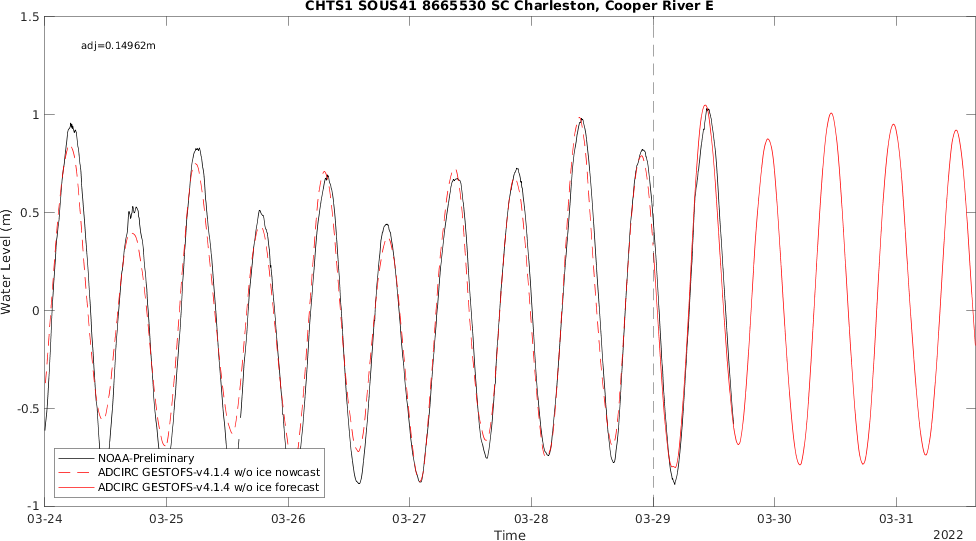 CHTS1 SOUS41 8665530 SC Charleston, Cooper River E
adj=0.14962m
1.5
1
0.5
0
-0.5
-1
Water Level (m)
NOAA-Preliminary
ADCIRC GESTOFS-v4.1.4 w/o ice nowcast
ADCIRC GESTOFS-v4.1.4 w/o ice forecast
03-24 03-25 03-26 03-27 03-28 03-29 03-30 03-31
Time
2022